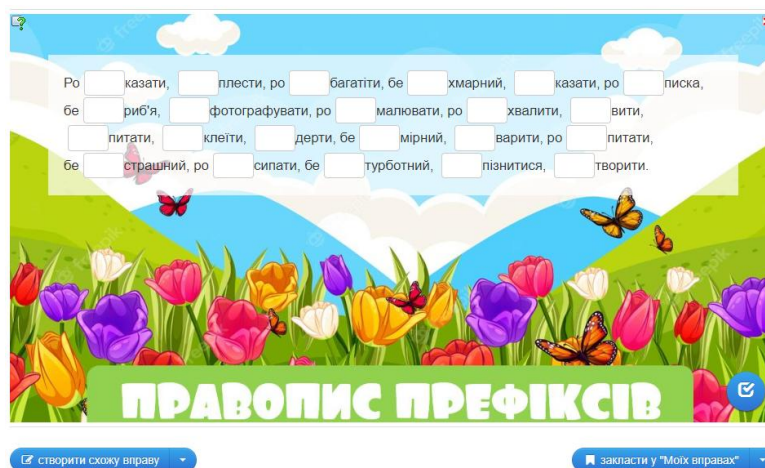 Ро казати, плести, ро багатіти, бе хмарний, казати, ро писка,
бе риб'я, фотографувати, ро малювати, ро хвалити, вити,
питати, клеїти, дерти, бе мірний, варити, ро питати,
бе страшний, ро сипати, бе турботний, пізнитися, творити.
ПРАВОПИС ПРЕФІКСІВ
створити схожу вправу
закласти у "Моїх вправах"